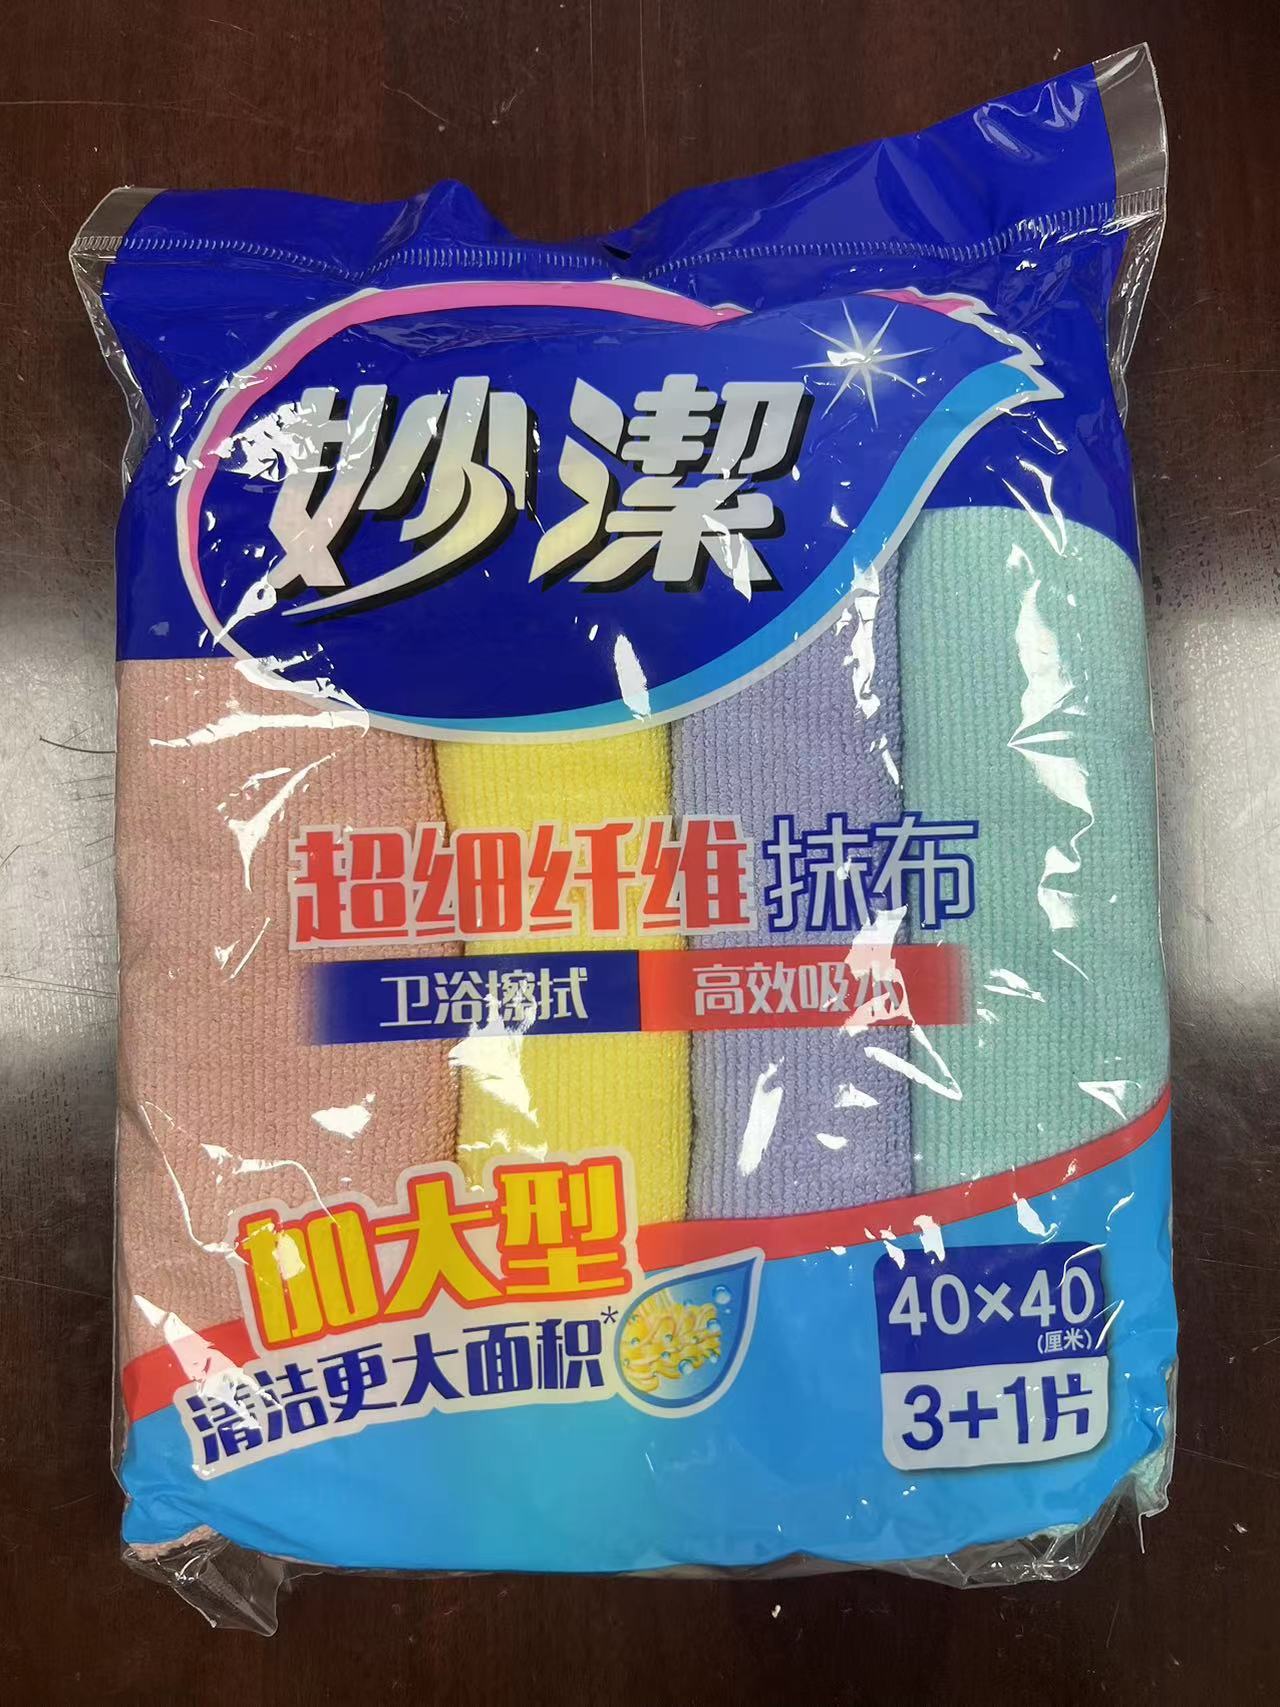 妙潔
超细纤维抹布
卫浴擦拭 高效吸水
加大型
清洁更大面积*
40×40
(厘米)
3+1片